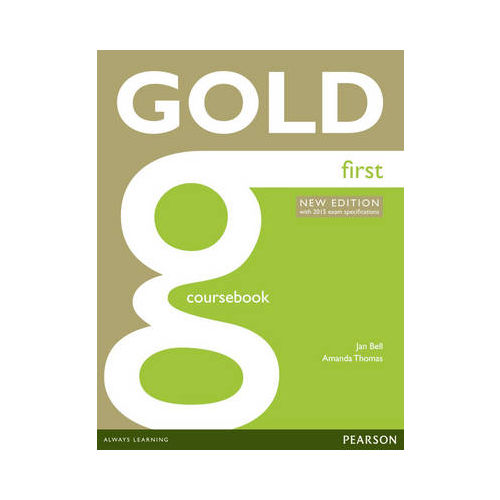 GOLD
first
NEW EDITION
with 2015 exam specifications
g
coursebook
Jan Bell
Amanda Thomas
ALWAYS LEARNING
PEARSON